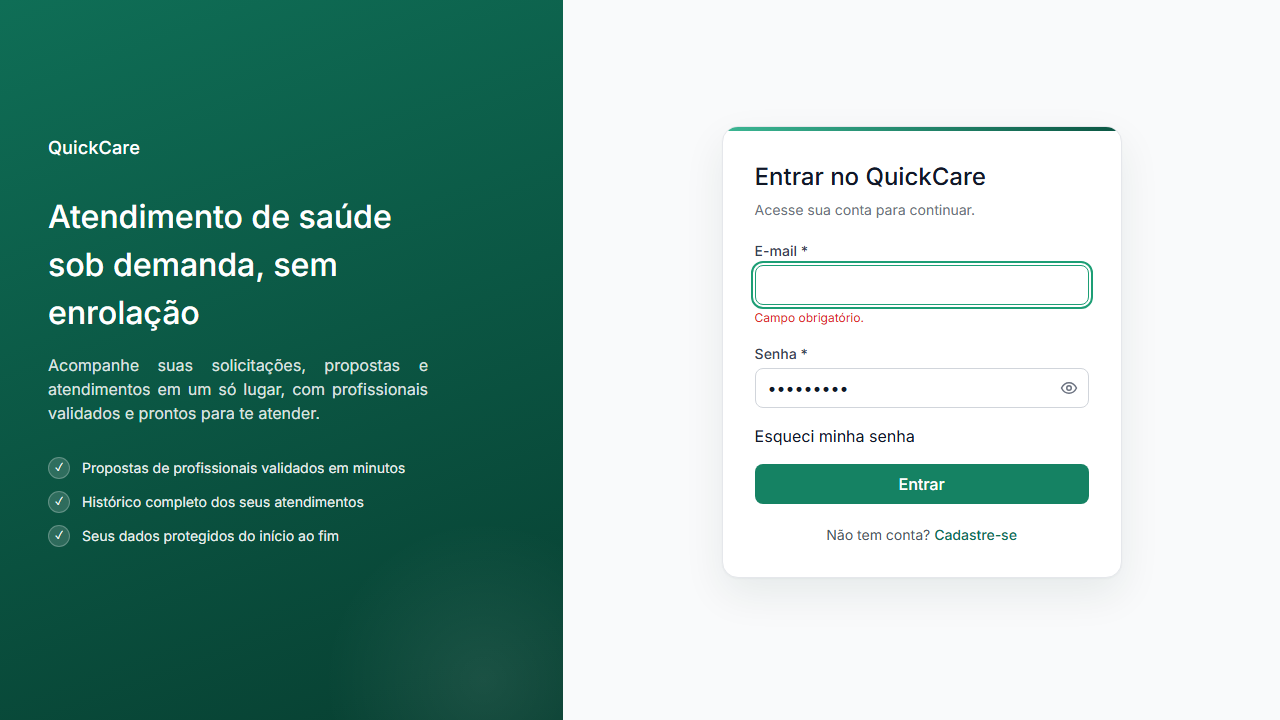 QuickCare
Atendimento de saúde
sob demanda, sem
enrolação
Acompanhe suas solicitações, propostas e
atendimentos em um só lugar, com profissionais
validados e prontos para te atender.
✓ Propostas de profissionais validados em minutos
✓ Histórico completo dos seus atendimentos
✓ Seus dados protegidos do início ao fim
Entrar no QuickCare
Acesse sua conta para continuar.
E-mail *
Campo obrigatório.
Senha *
•••••••••
Esqueci minha senha
Entrar
Não tem conta? Cadastre-se